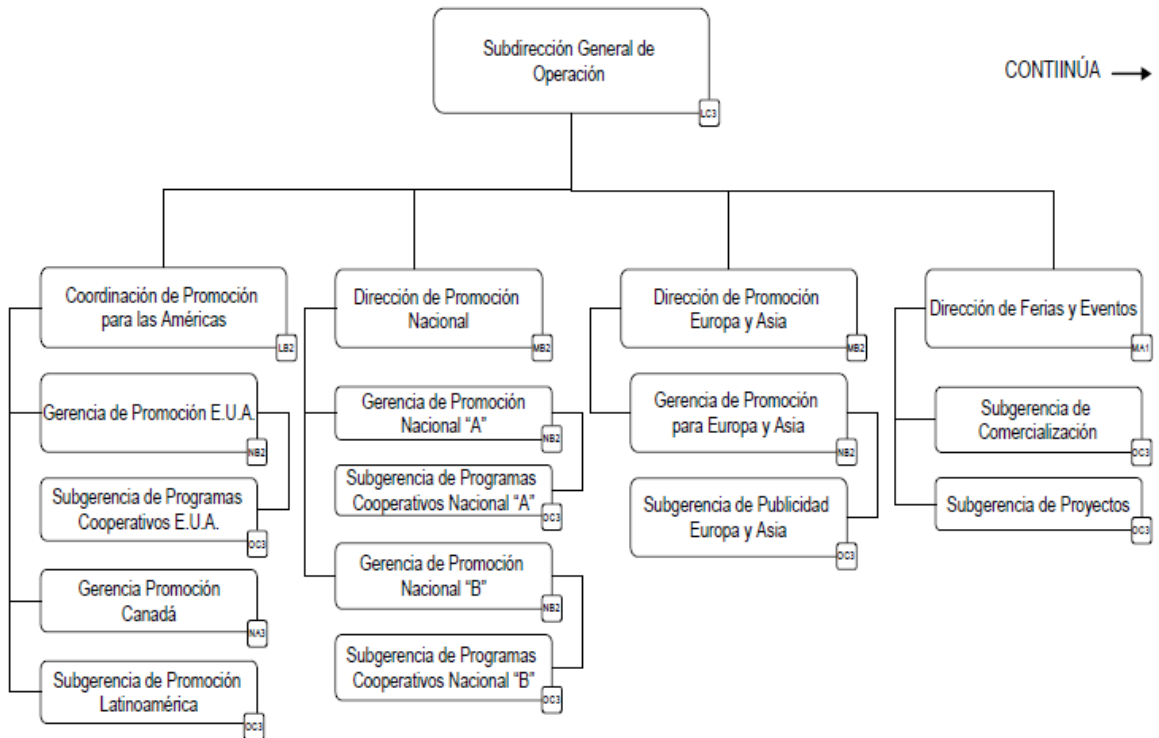 Subdirección General de
Operación
LC3
CONTIINÚA
Coordinación de Promoción
para las Américas
LB2
Gerencia de Promoción E.U.A.
NB2
Subgerencia de Programas
Cooperativos E.U.A.
OC3
Gerencia Promoción
Canadá
NA3
Subgerencia de Promoción
Latinoamérica
OC3
Dirección de Promoción
Nacional
MB2
Gerencia de Promoción
Nacional “A”
NB2
Subgerencia de Programas
Cooperativos Nacional “A”
OC3
Gerencia de Promoción
Nacional “B”
NB2
Subgerencia de Programas
Cooperativos Nacional “B”
OC3
Dirección de Promoción
Europa y Asia
MB2
Gerencia de Promoción
para Europa y Asia
NB2
Subgerencia de Publicidad
Europa y Asia
OC3
Dirección de Ferias y Eventos
MA1
Subgerencia de
Comercialización
OC3
Subgerencia de Proyectos
OC3